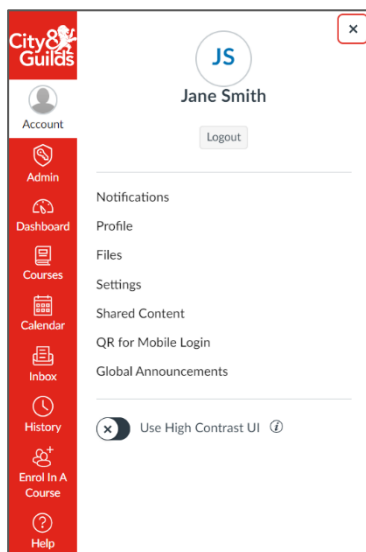 City&
Guilds
Account
Admin
Dashboard
Courses
Calendar
Inbox
History
Enrol In A
Course
Help
JS
Jane Smith
Logout
Notifications
Profile
Files
Settings
Shared Content
QR for Mobile Login
Global Announcements
Use High Contrast UI